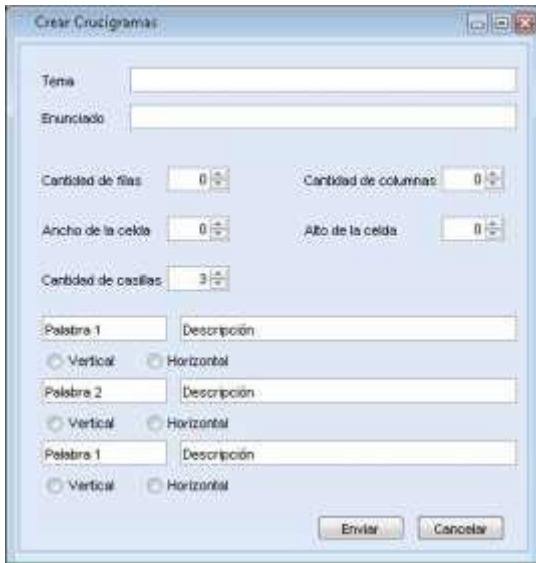 Crear Crucigramas
Tema
Enunciado
Cantidad de filas 0 Cantidad de columnas 0
Ancho de la celda 0 Alto de la celda 0
Cantidad de casillas 3
Palabra 1 Descripción
Vertical Horizontal
Palabra 2 Descripción
Vertical Horizontal
Palabra 1 Descripción
Vertical Horizontal
Enviar Cancelar